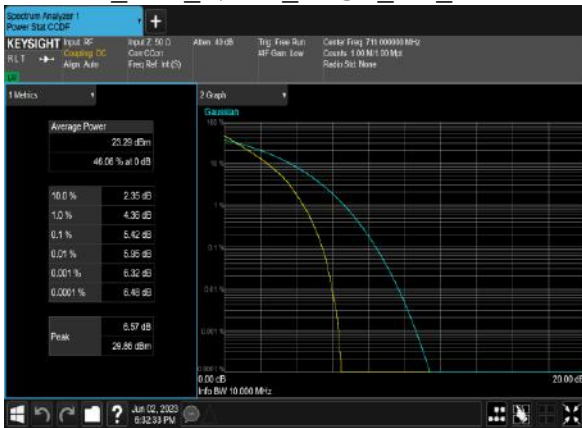 Spectrum Analyzer 1
Power Stat CCDF
+
KEYSIGHT
RLT
Input: RF
Coupling: DC
Align: Auto
Input Z: 50 Ω
Corr CCorr
Freq Ref: Int (S)
Atten: 40 dB
Trig: Free Run
#IF Gain: Low
Center Freq: 711.000000 MHz
Counts: 1.00 M/1.00 Mpt
Radio Std: None
1 Metrics
Average Power
23.29 dBm
46.06 % at 0 dB
10.0 % 2.35 dB
1.0 % 4.36 dB
0.1 % 5.42 dB
0.01 % 5.95 dB
0.001 % 6.32 dB
0.0001 % 6.48 dB
Peak
6.57 dB
29.86 dBm
2 Graph
Gaussian
100 %
10 %
1 %
0.1 %
0.01 %
0.001 %
0.0001 %
0.00 dB
20.00 dB
Info BW 10.000 MHz
?
Jun 02, 2023
6:32:33 PM